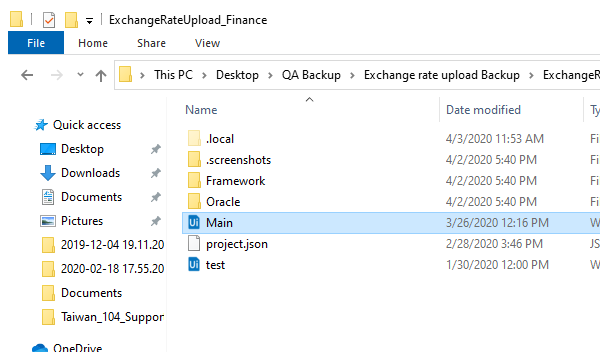 ExchangeRateUpload_Finance
File Home Share View
This PC Desktop QA Backup Exchange rate upload Backup ExchangeR
Name Date modified Ty
Quick access
Desktop
Downloads
Documents
Pictures
2019-12-04 19.11.20
2020-02-18 17.55.20
Documents
Taiwan_104_Suppor
OneDrive
.local 4/3/2020 11:53 AM Fi
.screenshots 4/2/2020 5:40 PM Fi
Framework 4/2/2020 5:40 PM Fi
Oracle 4/2/2020 5:40 PM Fi
Ui Main 3/26/2020 12:16 PM W
project.json 2/28/2020 3:46 PM JS
Ui test 1/30/2020 12:00 PM W